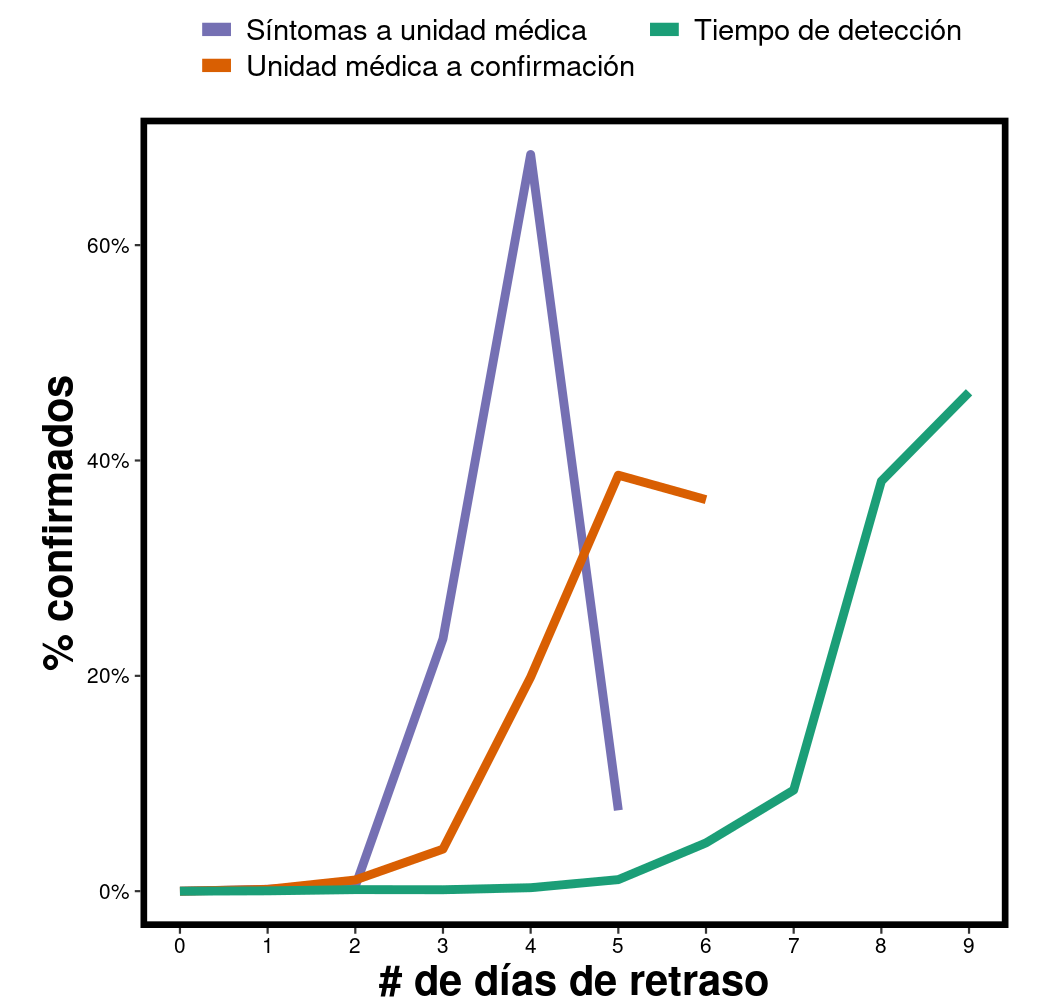 Síntomas a unidad médica
Tiempo de detección
Unidad médica a confirmación
60%
40%
20%
0%
% confirmados
0 1 2 3 4 5 6 7 8 9
# de días de retraso